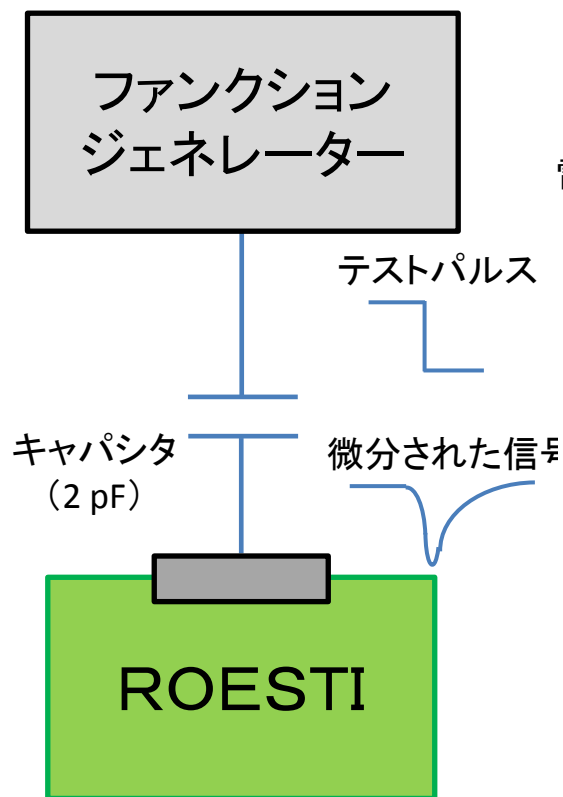 ファンクション
ジェネレーター
テストパルス
キャパシタ
（2 pF）
微分された信号
ROESTI